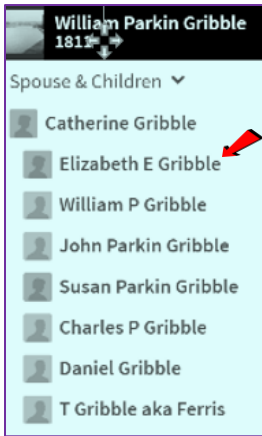 William Parkin Gribble
1811-
Spouse & Children
Catherine Gribble
Elizabeth E Gribble
William P Gribble
John Parkin Gribble
Susan Parkin Gribble
Charles P Gribble
Daniel Gribble
T Gribble aka Ferris